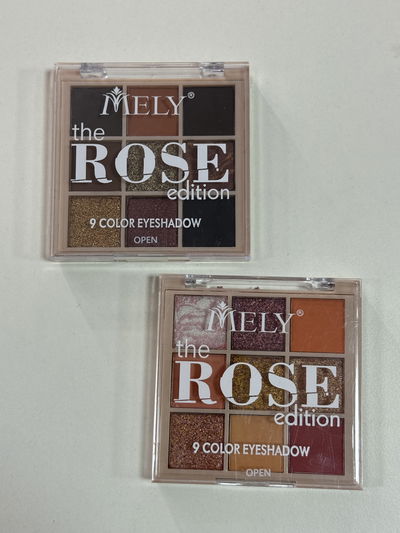 MELY®
the
ROSE
edition
9 COLOR EYESHADOW
OPEN
MELY®
the
ROSE
edition
9 COLOR EYESHADOW
OPEN